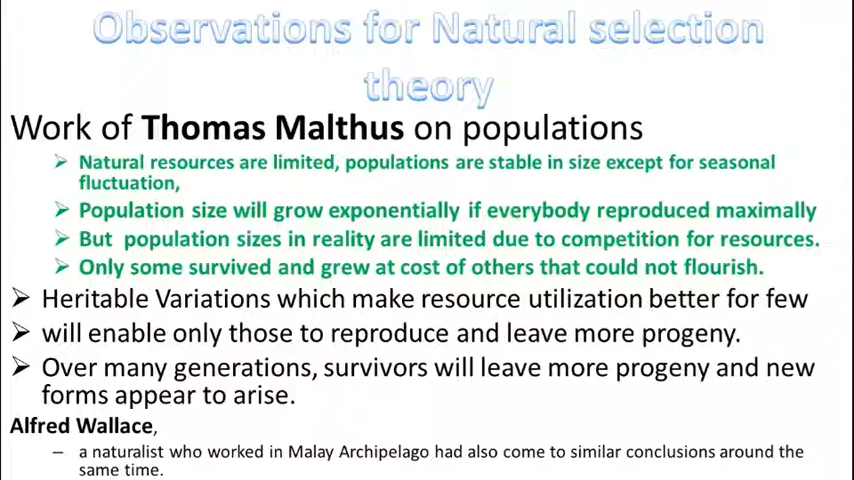 Observations for Natural selection
theory
Work of Thomas Malthus on populations
➢ Natural resources are limited, populations are stable in size except for seasonal
fluctuation,
➢ Population size will grow exponentially if everybody reproduced maximally
➢ But population sizes in reality are limited due to competition for resources.
➢ Only some survived and grew at cost of others that could not flourish.
➢ Heritable Variations which make resource utilization better for few
➢ will enable only those to reproduce and leave more progeny.
➢ Over many generations, survivors will leave more progeny and new
forms appear to arise.
Alfred Wallace,
– a naturalist who worked in Malay Archipelago had also come to similar conclusions around the
same time.